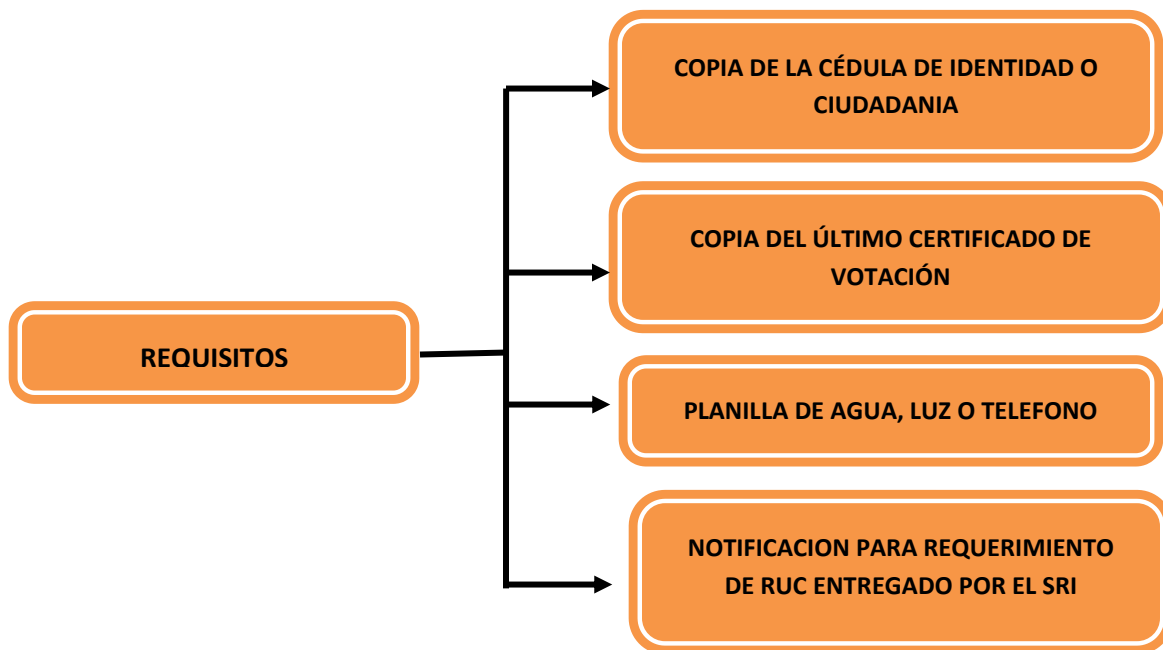 REQUISITOS
COPIA DE LA CÉDULA DE IDENTIDAD O
CIUDADANIA
COPIA DEL ÚLTIMO CERTIFICADO DE
VOTACIÓN
PLANILLA DE AGUA, LUZ O TELEFONO
NOTIFICACION PARA REQUERIMIENTO
DE RUC ENTREGADO POR EL SRI